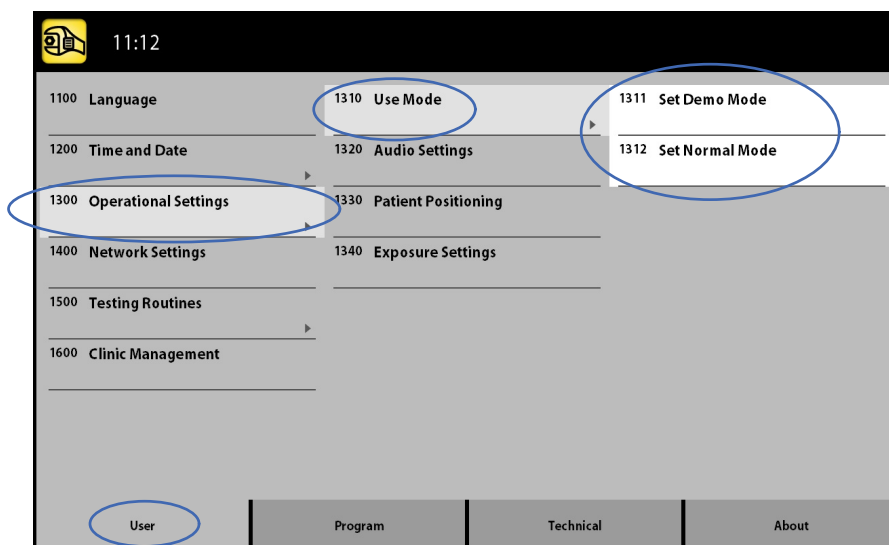 11:12
1100 Language
1200 Time and Date
1300 Operational Settings
1400 Network Settings
1500 Testing Routines
1600 Clinic Management
1310 Use Mode
1320 Audio Settings
1330 Patient Positioning
1340 Exposure Settings
1311 Set Demo Mode
1312 Set Normal Mode
User
Program
Technical
About